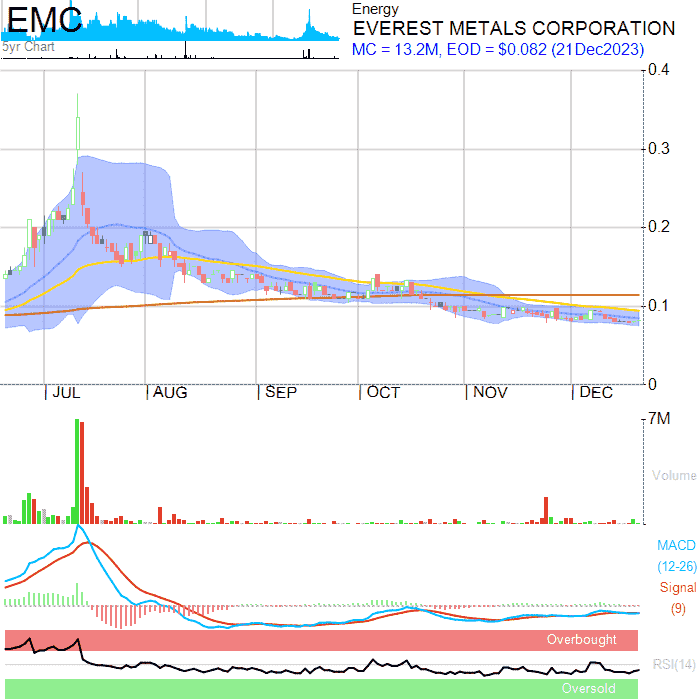 EMC
5yr Chart
Energy
EVEREST METALS CORPORATION
MC = 13.2M, EOD = $0.082 (21Dec2023)
0.4
0.3
0.2
0.1
0
JUL AUG SEP OCT NOV DEC
7M
Volume
MACD
(12-26)
Signal
(9)
Overbought
RSI(14)
Oversold